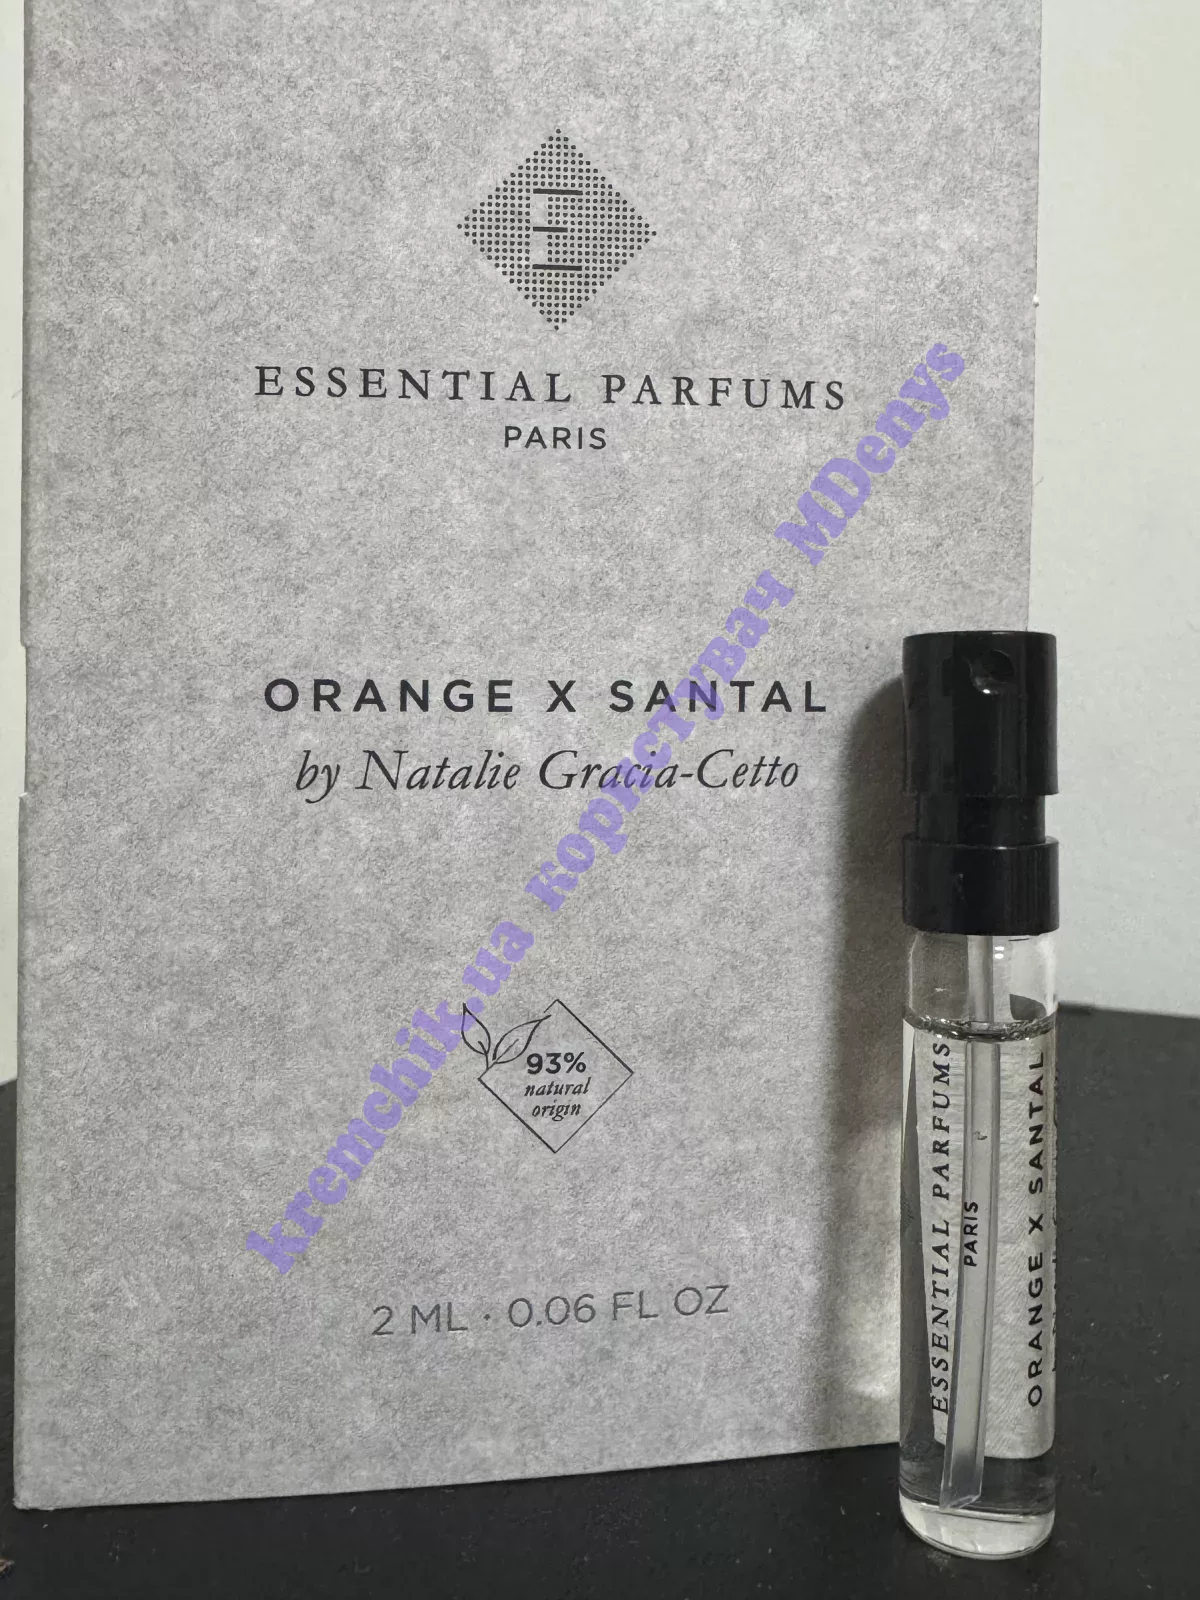 ESSENTIAL PARFUMS
PARIS
ORANGE X SANTAL
by Natalie Gracia-Cetto
93%
natural
origin
2 ML · 0.06 FL OZ
kremchik.ua користувач MDenys
ESSENTIAL PARFUMS
PARIS
ORANGE X SANTAL